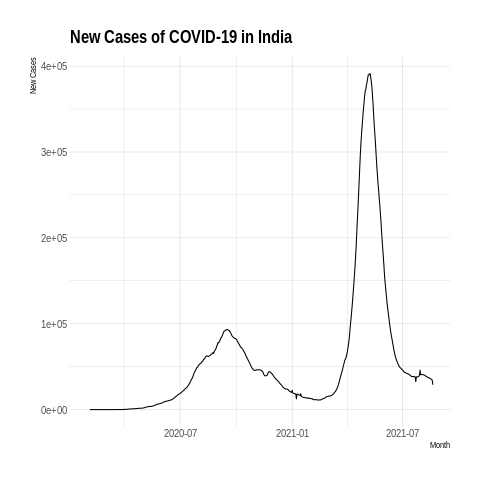 New Cases of COVID-19 in India
New Cases
4e+05
3e+05
2e+05
1e+05
0e+00
2020-07 2021-01 2021-07
Month